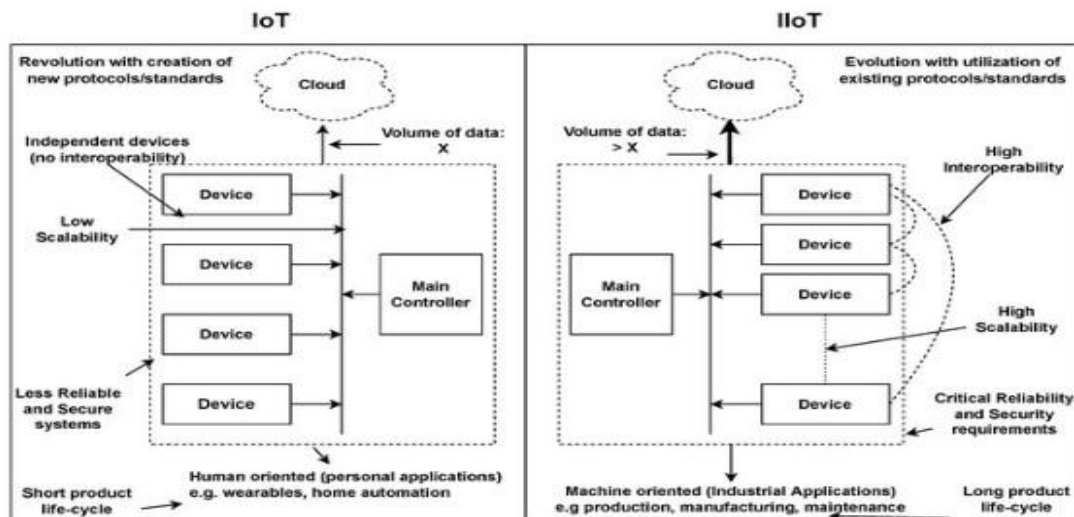 IoT
Revolution with creation of
new protocols/standards
Cloud
Independent devices
(no interoperability)
Volume of data:
X
Device
Low
Scalability
Device
Main
Controller
Device
Less Reliable
and Secure
systems
Device
Human oriented (personal applications)
e.g. wearables, home automation
Short product
life-cycle
IIoT
Cloud
Evolution with utilization of
existing protocols/standards
Volume of data:
> X
High
Interoperability
Device
Device
Main
Controller
Device
High
Scalability
Device
Critical Reliability
and Security
requirements
Machine oriented (Industrial Applications)
e.g production, manufacturing, maintenance
Long product
life-cycle